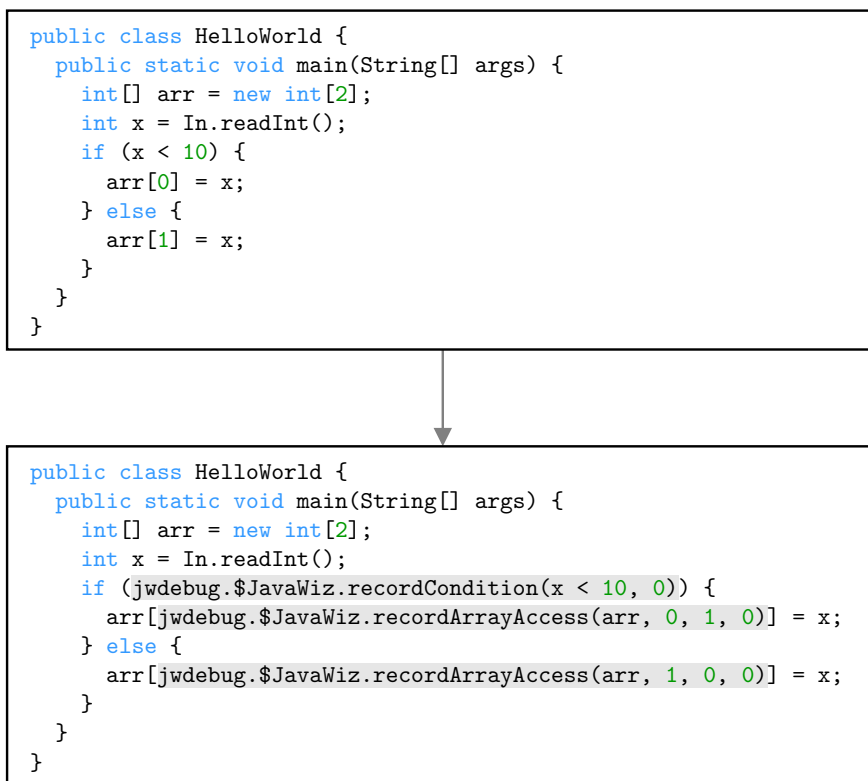 public class HelloWorld {
  public static void main(String[] args) {
    int[] arr = new int[2];
    int x = In.readInt();
    if (x < 10) {
      arr[0] = x;
    } else {
      arr[1] = x;
    }
  }
}
public class HelloWorld {
  public static void main(String[] args) {
    int[] arr = new int[2];
    int x = In.readInt();
    if (jwdebug.$JavaWiz.recordCondition(x < 10, 0)) {
      arr[jwdebug.$JavaWiz.recordArrayAccess(arr, 0, 1, 0)] = x;
    } else {
      arr[jwdebug.$JavaWiz.recordArrayAccess(arr, 1, 0, 0)] = x;
    }
  }
}